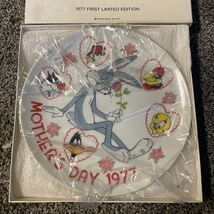 1977 FIRST LIMITED EDITION
MOTHER'S DAY 1977